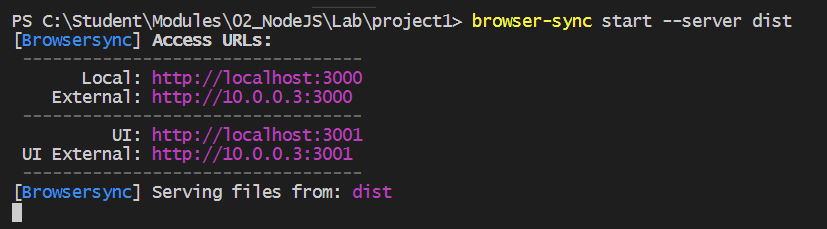 PS C:\Student\Modules\02_NodeJS\Lab\project1> browser-sync start --server dist
[Browsersync] Access URLs:
----------------------------------
Local: http://localhost:3000
External: http://10.0.0.3:3000
----------------------------------
UI: http://localhost:3001
UI External: http://10.0.0.3:3001
----------------------------------
[Browsersync] Serving files from: dist